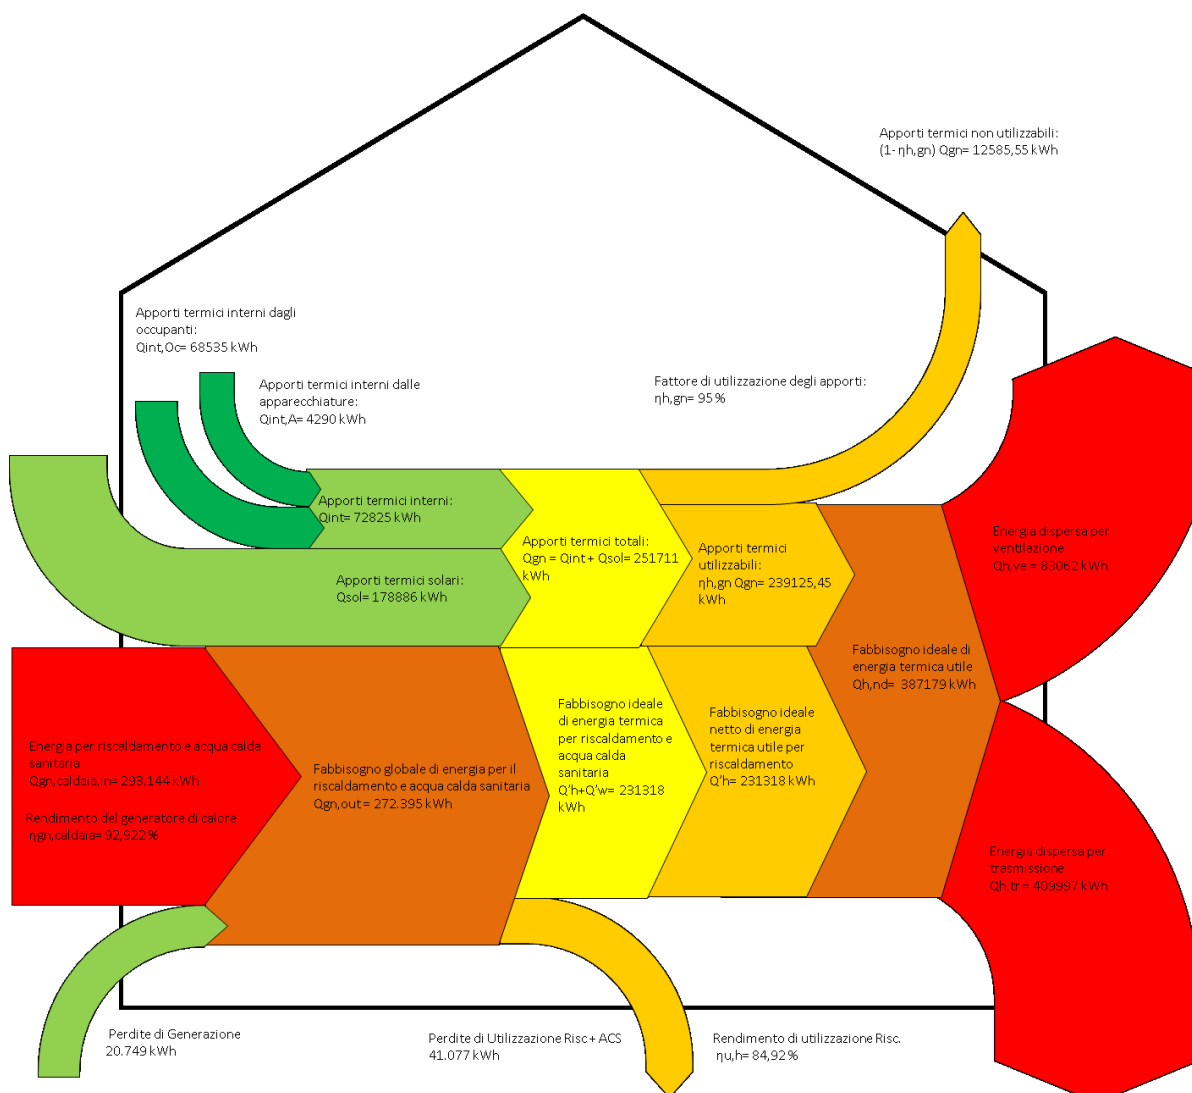 Apporti termici non utilizzabili:
(1- ηh,gn) Qgn= 12585,55 kWh
Apporti termici interni dagli
occupanti:
Qint,Oc= 68535 kWh
Apporti termici interni dalle
apparecchiature:
Qint,A= 4290 kWh
Fattore di utilizzazione degli apporti:
ηh,gn= 95 %
Apporti termici interni:
Qint= 72825 kWh
Apporti termici totali:
Qgn = Qint + Qsol= 251711
kWh
Apporti termici
utilizzabili:
ηh,gn Qgn= 239125,45
kWh
Energia dispersa per
ventilazione
Qh,ve = 83062 kWh
Apporti termici solari:
Qsol= 178886 kWh
Fabbisogno ideale di
energia termica utile
Qh,nd= 387179 kWh
Energia per riscaldamento e acqua calda
sanitaria
Qgn,caldaia,in= 293.144 kWh
Rendimento del generatore di calore
ηgn,caldaia= 92,922 %
Fabbisogno globale di energia per il
riscaldamento e acqua calda sanitaria
Qgn,out = 272.395 kWh
Fabbisogno ideale
di energia termica
per riscaldamento e
acqua calda
sanitaria
Q'h+Q'w= 231318
kWh
Fabbisogno ideale
netto di energia
termica utile per
riscaldamento
Q'h= 231318 kWh
Energia dispersa per
trasmissione
Qh,tr = 409997 kWh
Perdite di Generazione
20.749 kWh
Perdite di Utilizzazione Risc + ACS
41.077 kWh
Rendimento di utilizzazione Risc.
ηu,h= 84,92 %